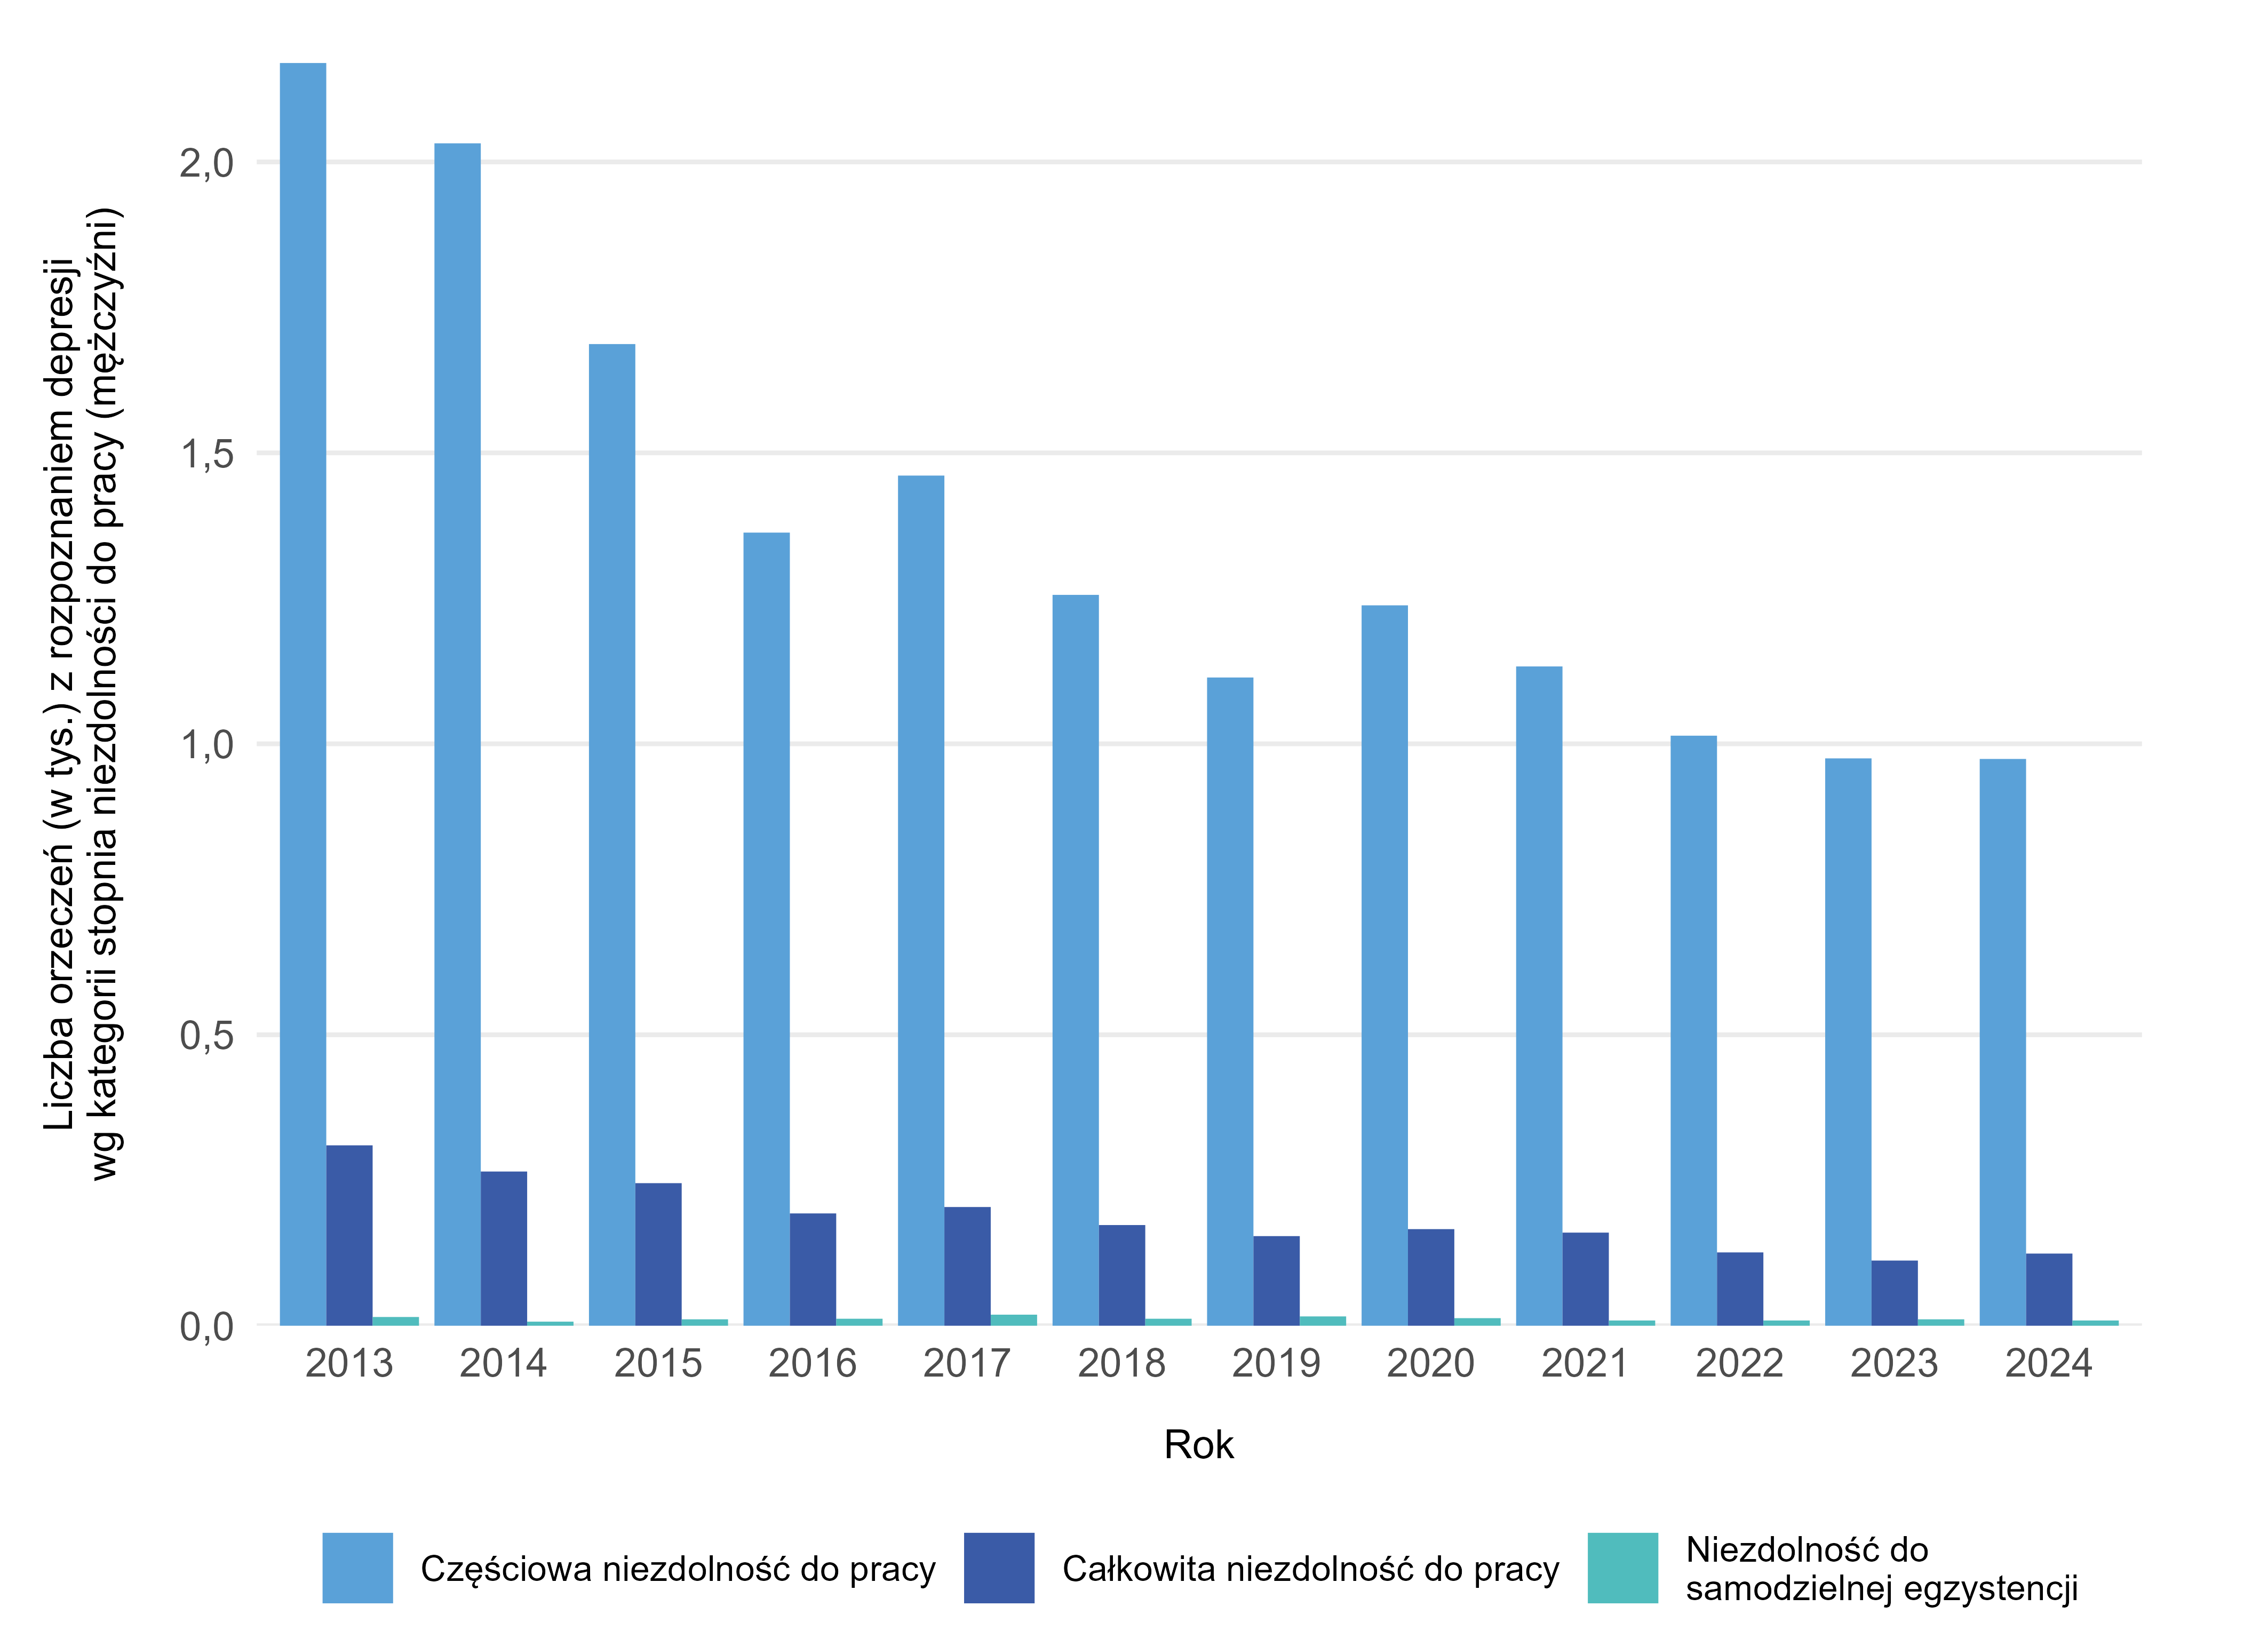 Liczba orzeczeń (w tys.) z rozpoznaniem depresji
wg kategorii stopnia niezdolności do pracy (mężczyźni)
2,0
1,5
1,0
0,5
0,0
2013 2014 2015 2016 2017 2018 2019 2020 2021 2022 2023 2024
Rok
Częściowa niezdolność do pracy
Całkowita niezdolność do pracy
Niezdolność do
samodzielnej egzystencji